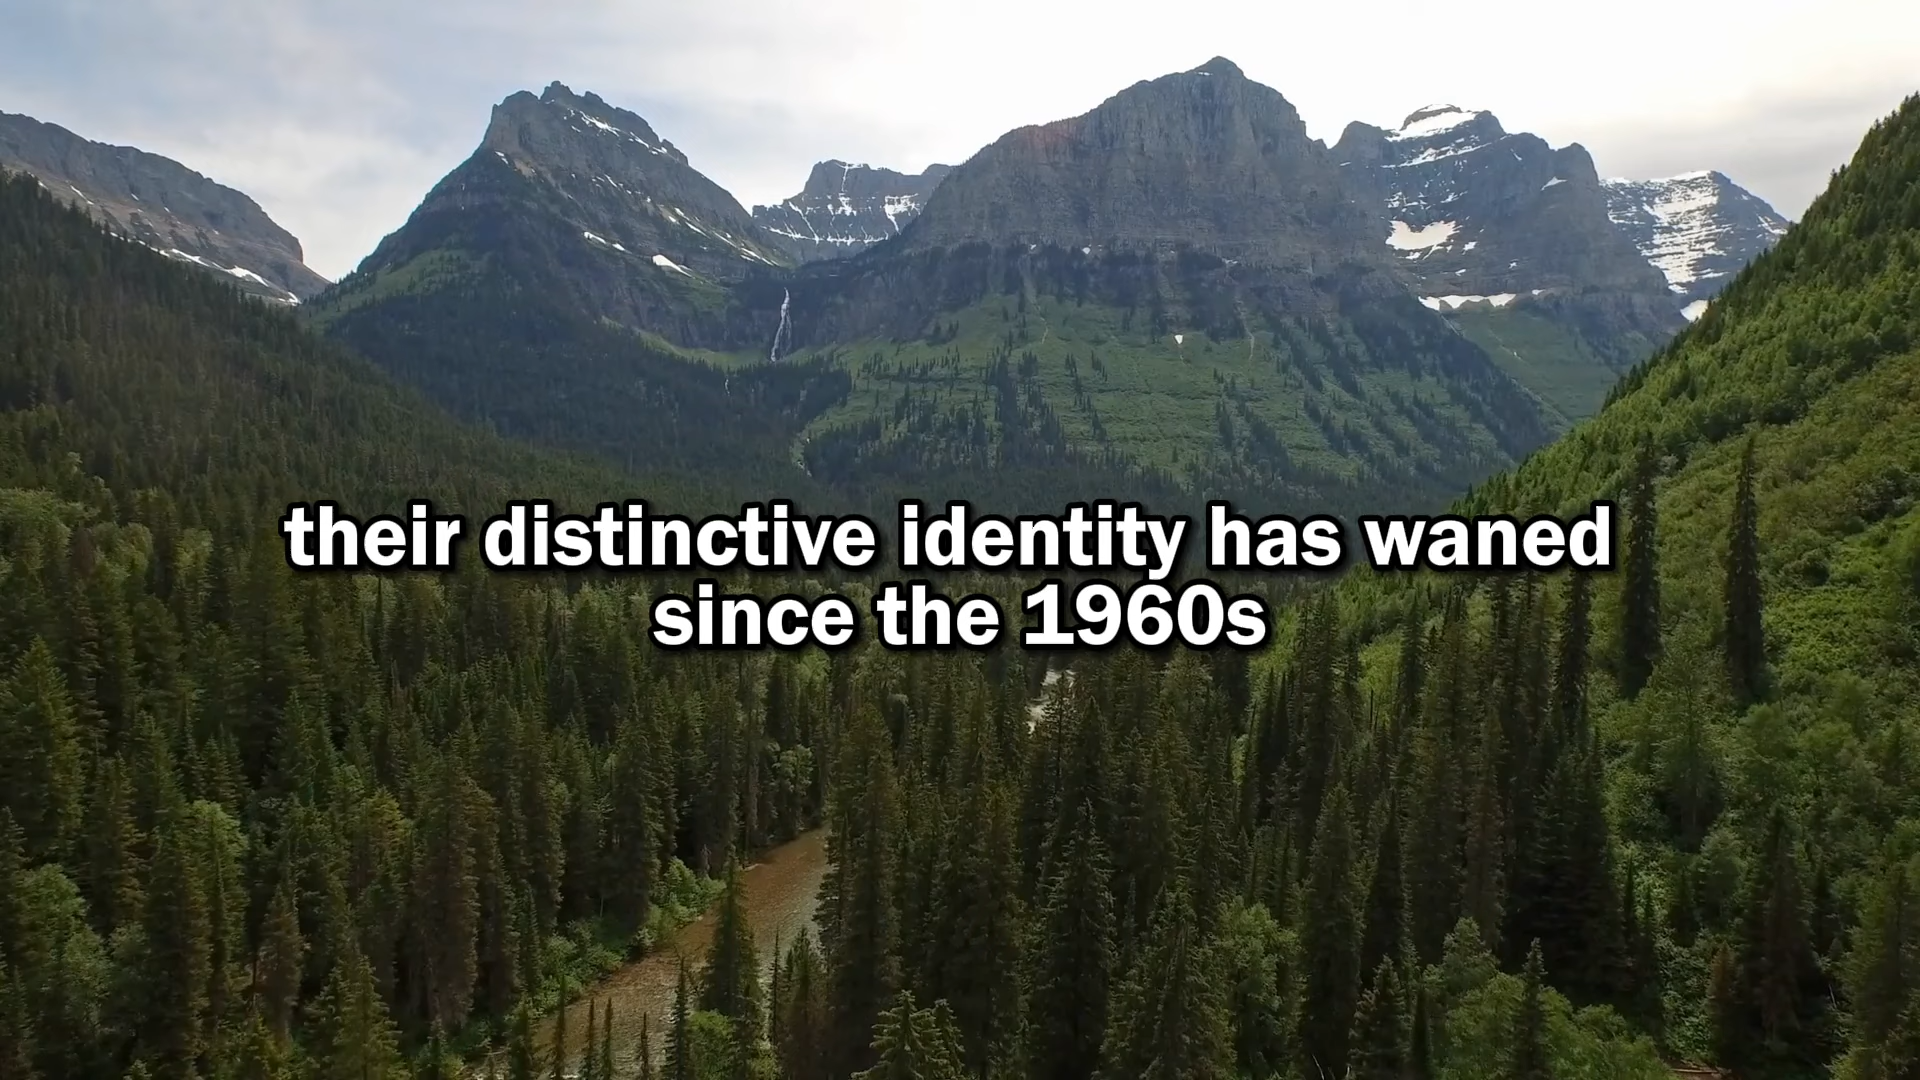 their distinctive identity has waned
since the 1960s